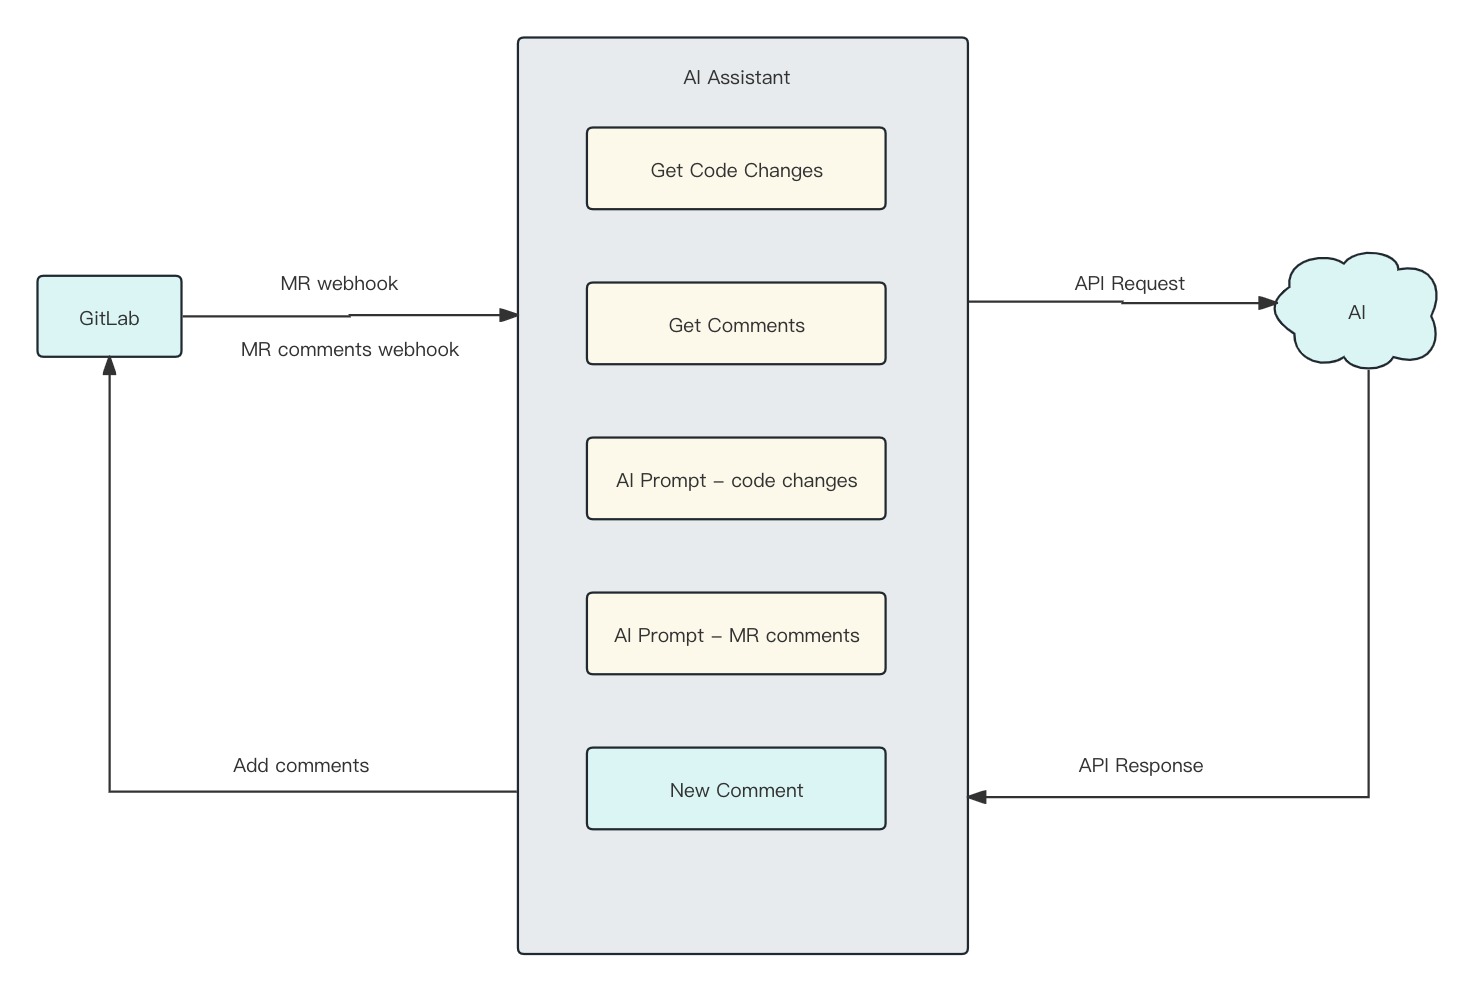 AI Assistant
Get Code Changes
GitLab
MR webhook
MR comments webhook
Get Comments
API Request
AI
AI Prompt – code changes
AI Prompt – MR comments
Add comments
New Comment
API Response